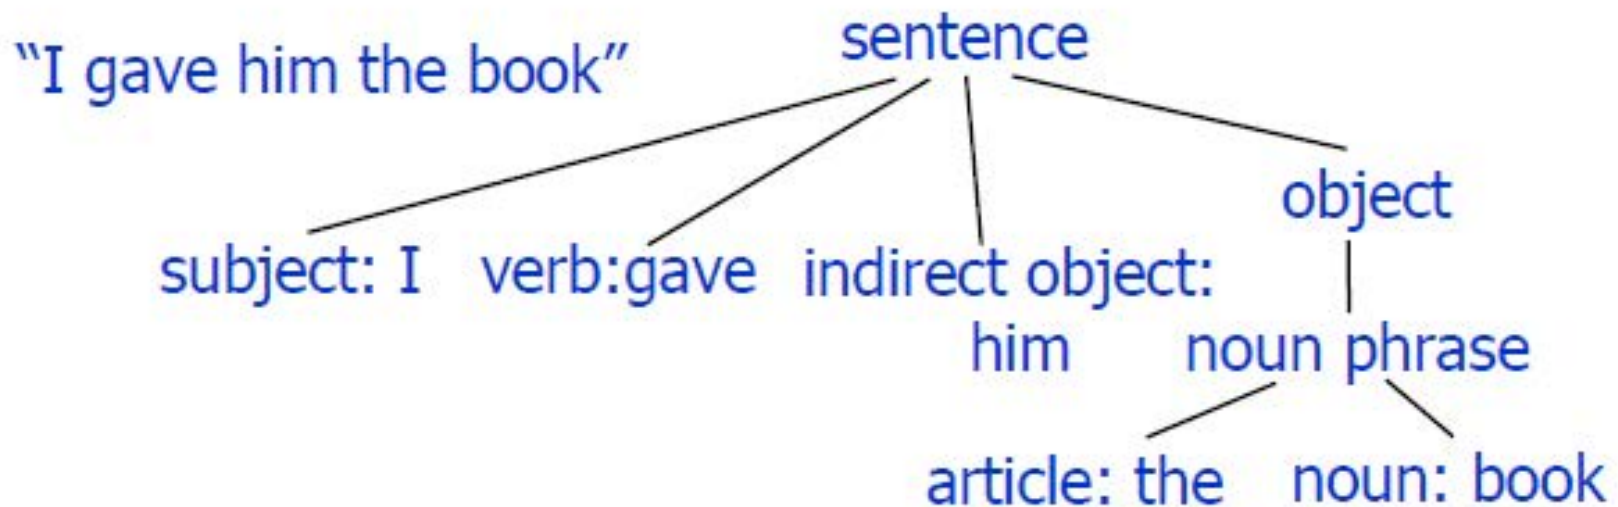 “I gave him the book”
sentence
object
subject: I
verb:gave
indirect object:
him
noun phrase
article: the
noun: book